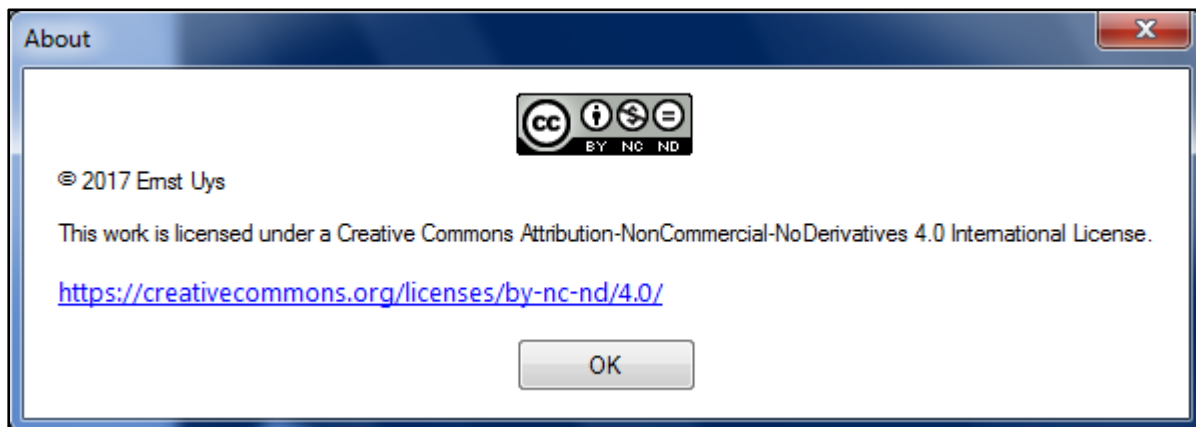 About
x
cc
BY NC ND
© 2017 Ernst Uys
This work is licensed under a Creative Commons Attribution-NonCommercial-NoDerivatives 4.0 International License.
https://creativecommons.org/licenses/by-nc-nd/4.0/
OK